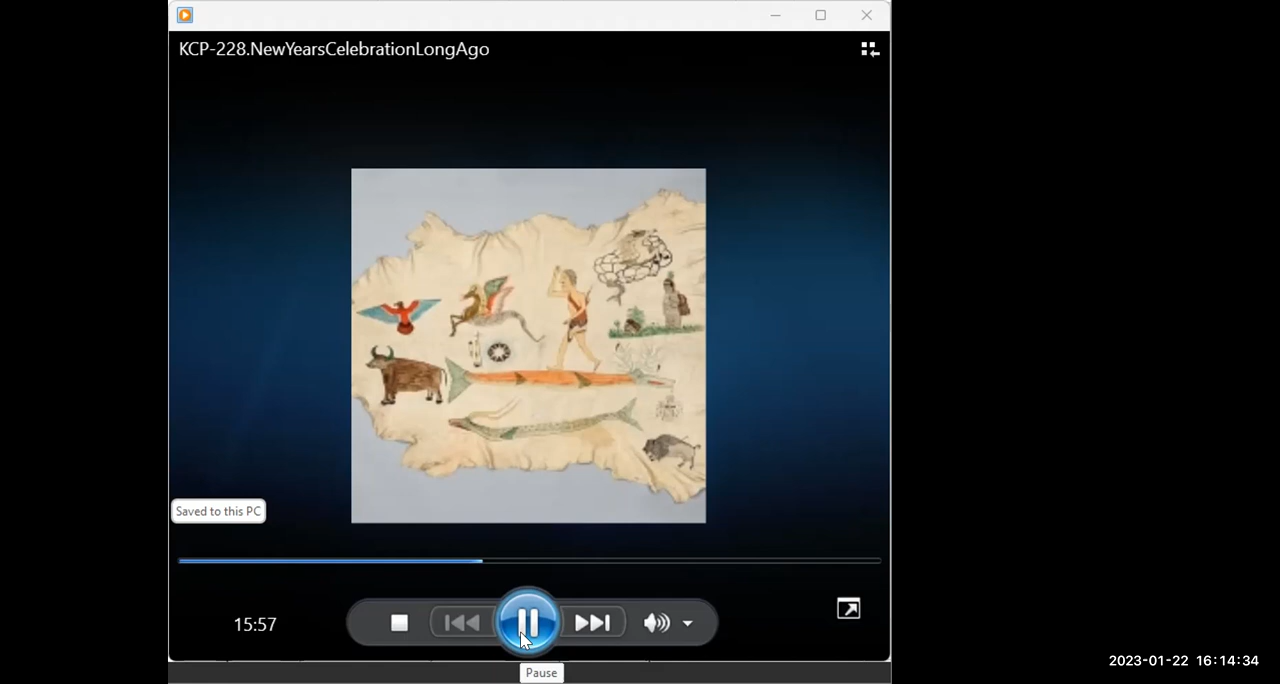 KCP-228.NewYearsCelebrationLongAgo
Saved to this PC
15:57
Pause
2023-01-22 16:14:34